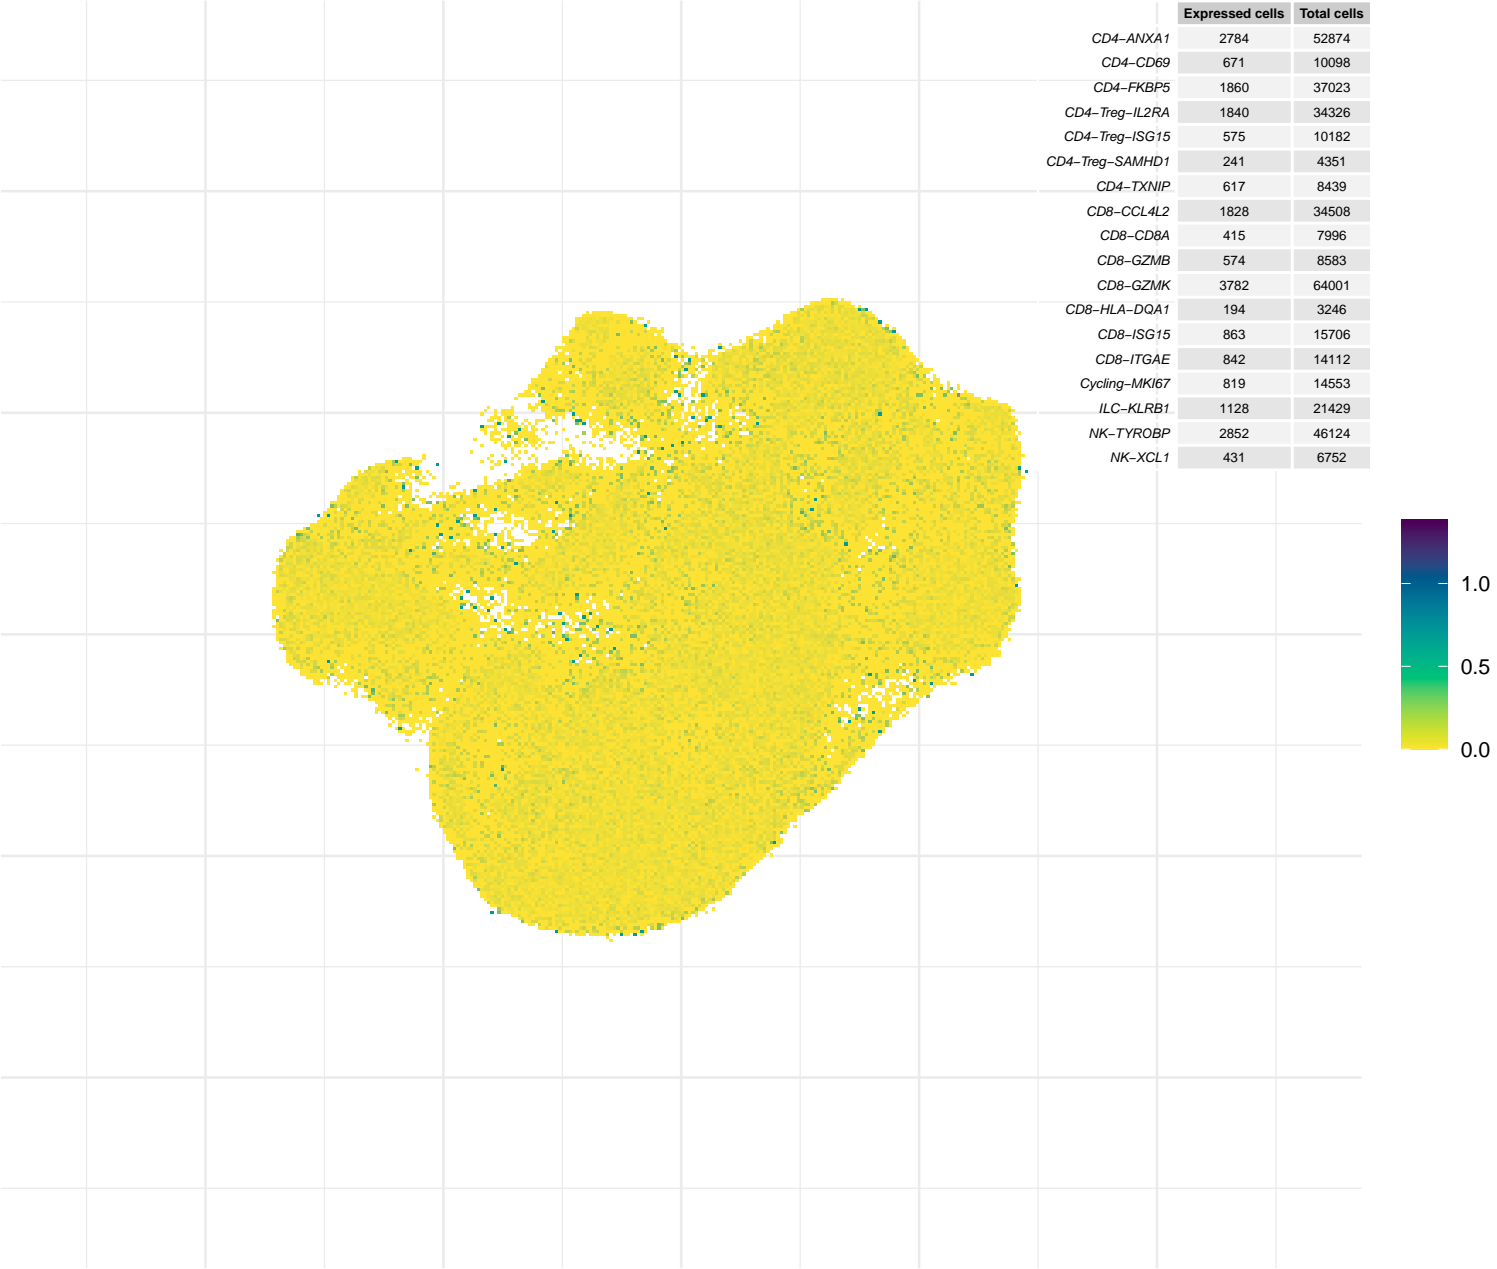 Expressed cells Total cells
CD4−ANXA1 2784 52874
CD4−CD69 671 10098
CD4−FKBP5 1860 37023
CD4−Treg−IL2RA 1840 34326
CD4−Treg−ISG15 575 10182
CD4−Treg−SAMHD1 241 4351
CD4−TXNIP 617 8439
CD8−CCL4L2 1828 34508
CD8−CD8A 415 7996
CD8−GZMB 574 8583
CD8−GZMK 3782 64001
CD8−HLA−DQA1 194 3246
CD8−ISG15 863 15706
CD8−ITGAE 842 14112
Cycling−MKI67 819 14553
ILC−KLRB1 1128 21429
NK−TYROBP 2852 46124
NK−XCL1 431 6752
1.0
0.5
0.0